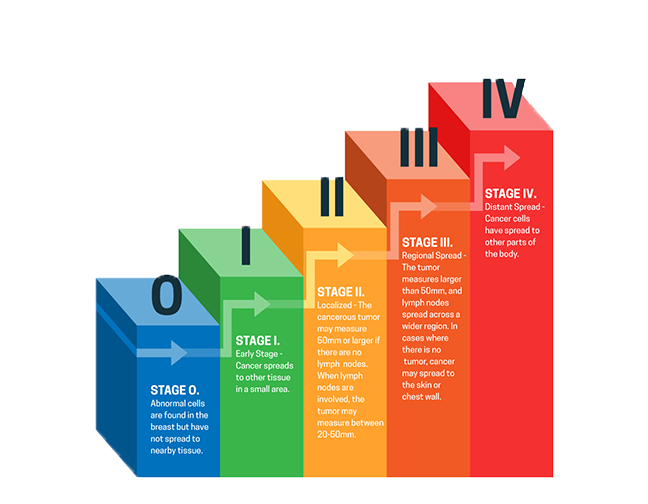 0
STAGE 0.
Abnormal cells
are found in the
breast but have
not spread to
nearby tissue.
I
STAGE I.
Early Stage -
Cancer spreads
to other tissue
in a small area.
II
STAGE II.
Localized - The
cancerous tumor
may measure
50mm or larger if
there are no
lymph nodes.
When lymph
nodes are
involved, the
tumor may
measure between
20-50mm.
III
STAGE III.
Regional Spread -
The tumor
measures larger
than 50mm, and
lymph nodes
spread across a
wider region. In
cases where
there is no
tumor, cancer
may spread to
the skin or
chest wall.
IV
STAGE IV.
Distant Spread -
Cancer cells
have spread to
other parts of
the body.